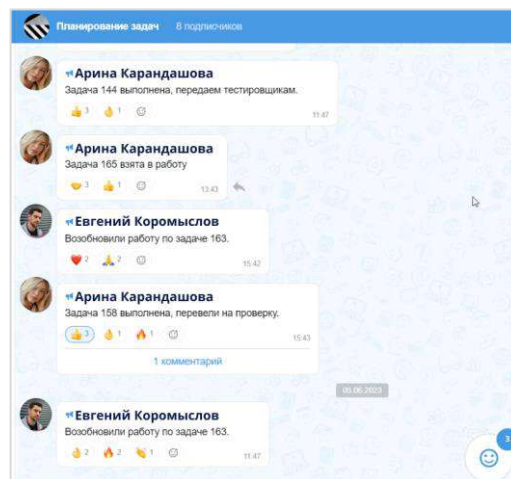 Планирование задач 8 подписчиков
Арина Карандашова
Задача 144 выполнена, передаем тестировщикам.
3 1 11:47
Арина Карандашова
Задача 165 взята в работу
3 1 13:43
Евгений Коромыслов
Возобновили работу по задаче 163.
2 2 15:42
Арина Карандашова
Задача 158 выполнена, перевели на проверку.
3 1 1 15:43
1 комментарий
05.06.2023
Евгений Коромыслов
Возобновили работу по задаче 163.
2 2 1 11:47